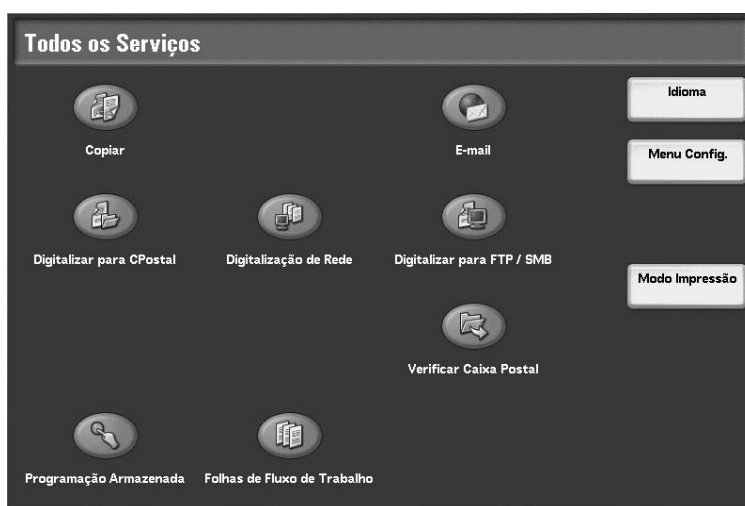 Todos os Serviços
Copiar
E-mail
Idioma
Menu Config.
Digitalizar para CPostal
Digitalização de Rede
Digitalizar para FTP / SMB
Modo Impressão
Verificar Caixa Postal
Programação Armazenada
Folhas de Fluxo de Trabalho